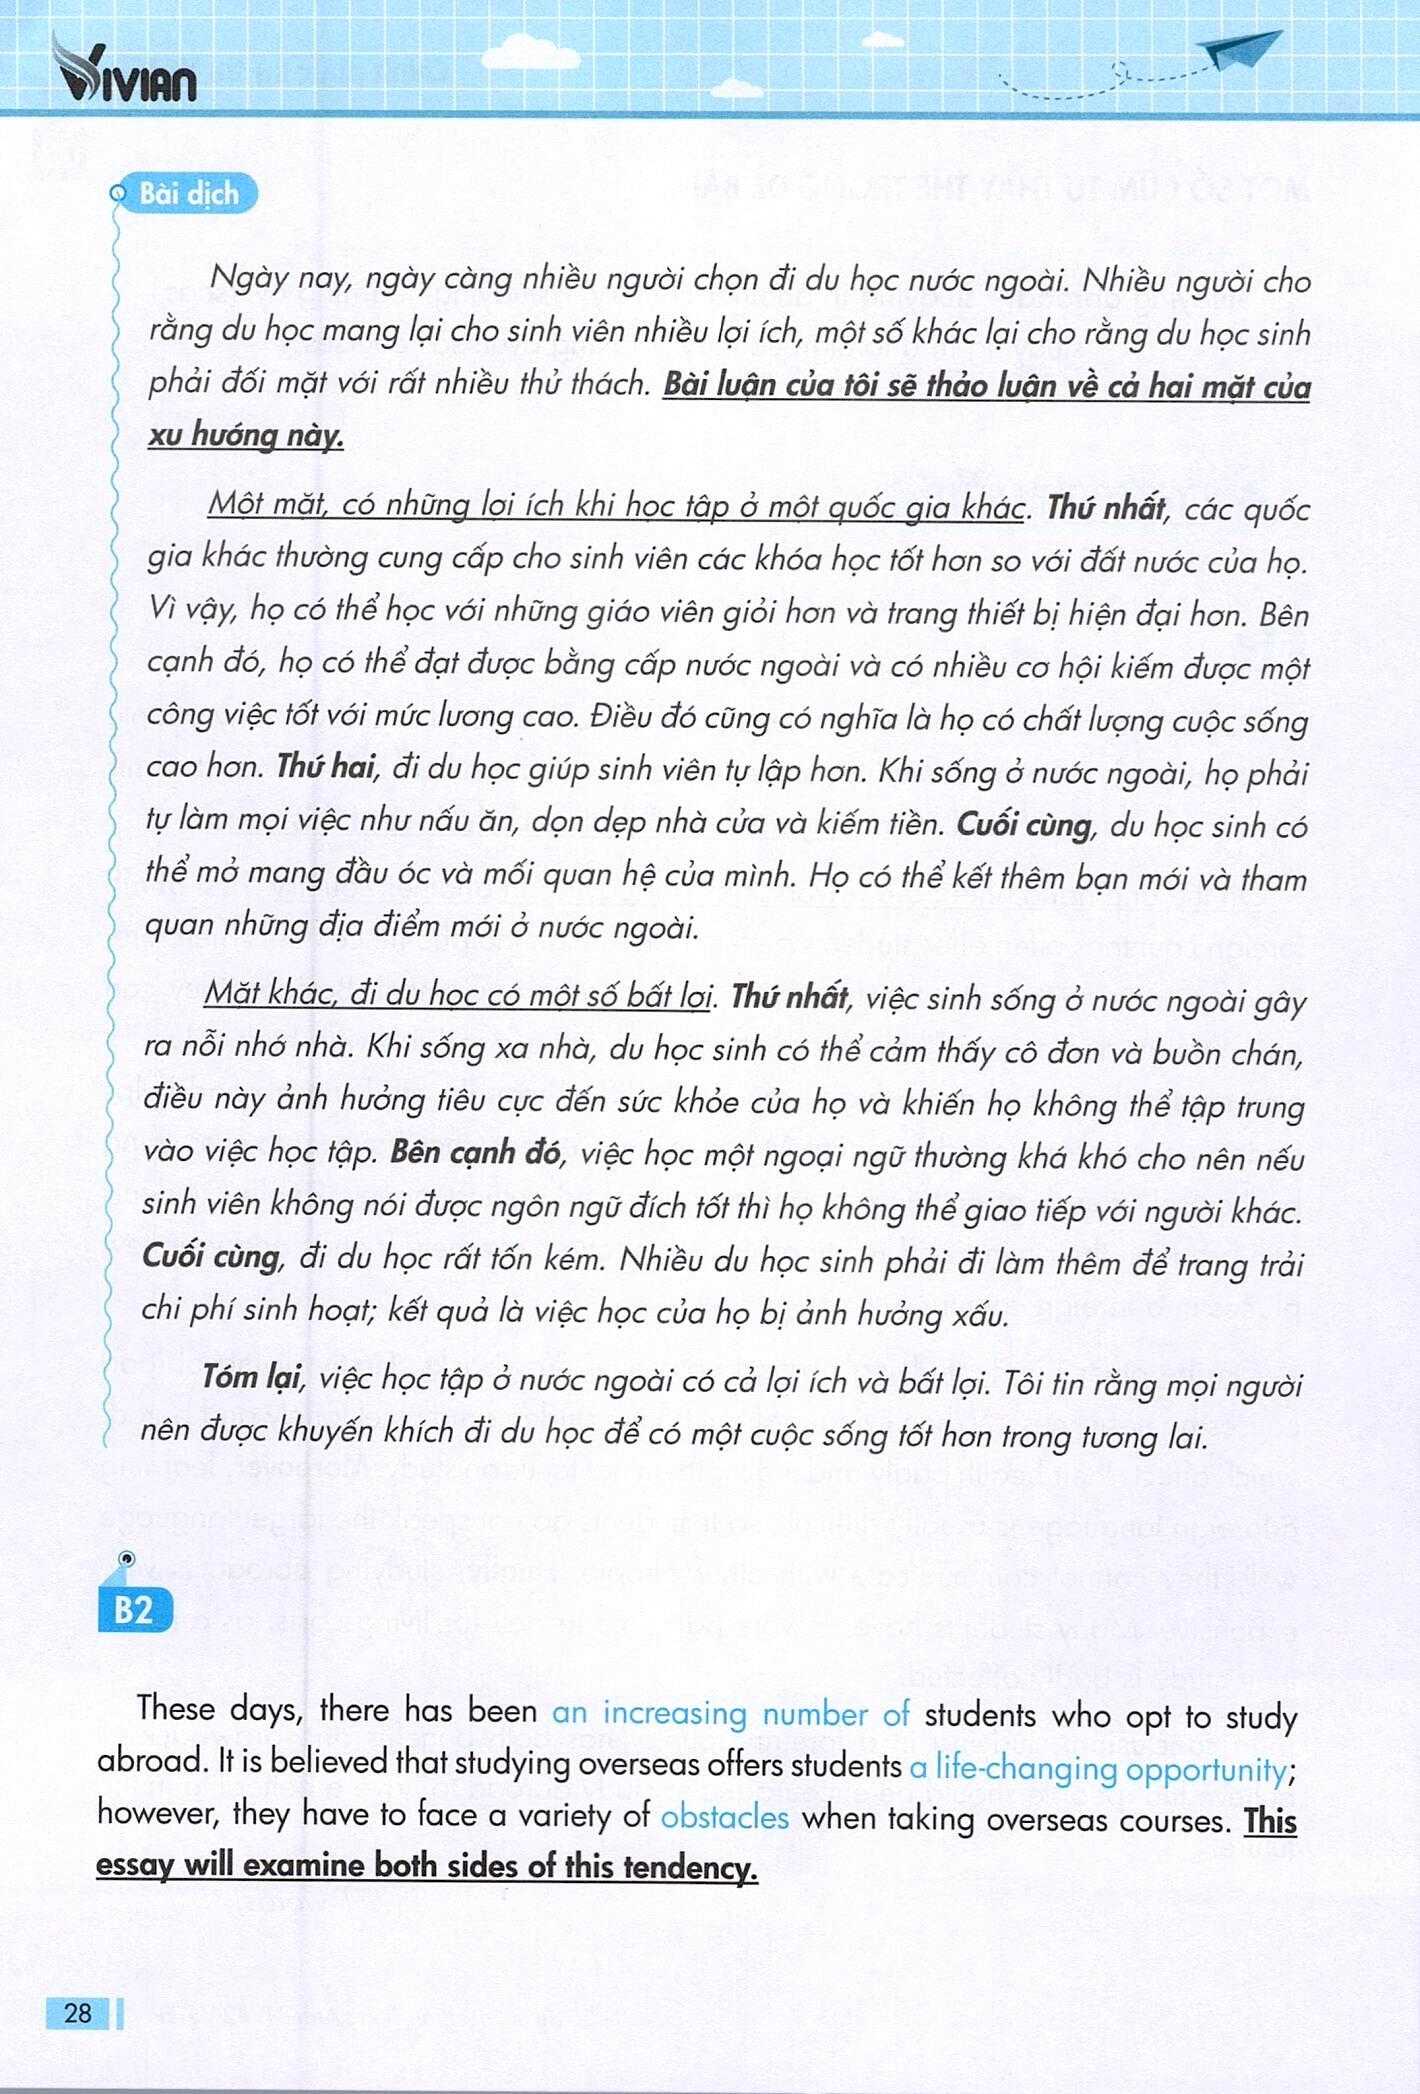 VIVIAN
Bài dịch
Ngày nay, ngày càng nhiều người chọn đi du học nước ngoài. Nhiều người cho
rằng du học mang lại cho sinh viên nhiều lợi ích, một số khác lại cho rằng du học sinh
phải đối mặt với rất nhiều thử thách. Bài luận của tôi sẽ thảo luận về cả hai mặt của
xu hướng này.
Một mặt, có những lợi ích khi học tập ở một quốc gia khác. Thứ nhất, các quốc
gia khác thường cung cấp cho sinh viên các khóa học tốt hơn so với đất nước của họ.
Vì vậy, họ có thể học với những giáo viên giỏi hơn và trang thiết bị hiện đại hơn. Bên
cạnh đó, họ có thể đạt được bằng cấp nước ngoài và có nhiều cơ hội kiếm được một
công việc tốt với mức lương cao. Điều đó cũng có nghĩa là họ có chất lượng cuộc sống
cao hơn. Thứ hai, đi du học giúp sinh viên tự lập hơn. Khi sống ở nước ngoài, họ phải
tự làm mọi việc như nấu ăn, dọn dẹp nhà cửa và kiếm tiền. Cuối cùng, du học sinh có
thể mở mang đầu óc và mối quan hệ của mình. Họ có thể kết thêm bạn mới và tham
quan những địa điểm mới ở nước ngoài.
Mặt khác, đi du học có một số bất lợi. Thứ nhất, việc sinh sống ở nước ngoài gây
ra nỗi nhớ nhà. Khi sống xa nhà, du học sinh có thể cảm thấy cô đơn và buồn chán,
điều này ảnh hưởng tiêu cực đến sức khỏe của họ và khiến họ không thể tập trung
vào việc học tập. Bên cạnh đó, việc học một ngoại ngữ thường khá khó cho nên nếu
sinh viên không nói được ngôn ngữ đích tốt thì họ không thể giao tiếp với người khác.
Cuối cùng, đi du học rất tốn kém. Nhiều du học sinh phải đi làm thêm để trang trải
chi phí sinh hoạt; kết quả là việc học của họ bị ảnh hưởng xấu.
Tóm lại, việc học tập ở nước ngoài có cả lợi ích và bất lợi. Tôi tin rằng mọi người
nên được khuyến khích đi du học để có một cuộc sống tốt hơn trong tương lai.
B2
These days, there has been an increasing number of students who opt to study
abroad. It is believed that studying overseas offers students a life-changing opportunity;
however, they have to face a variety of obstacles when taking overseas courses. This
essay will examine both sides of this tendency.
28